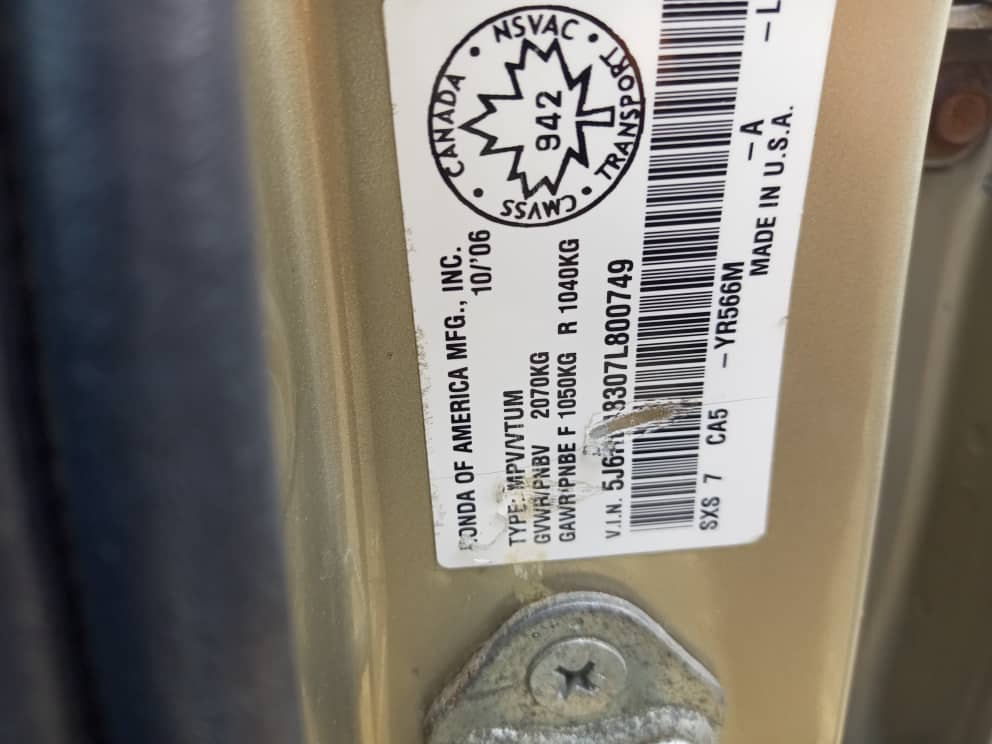 HONDA OF AMERICA MFG., INC.
10/'06
TYPE: MPV/VTUM
GVWR/PNBV 2070KG
GAWR/PNBE F 1050KG R 1040KG
CANADA • NSVAC • TRANSPORT • CMVSS •
942
V.I.N.
SXS 7 CA5 -YR566M -A -L
MADE IN U.S.A.